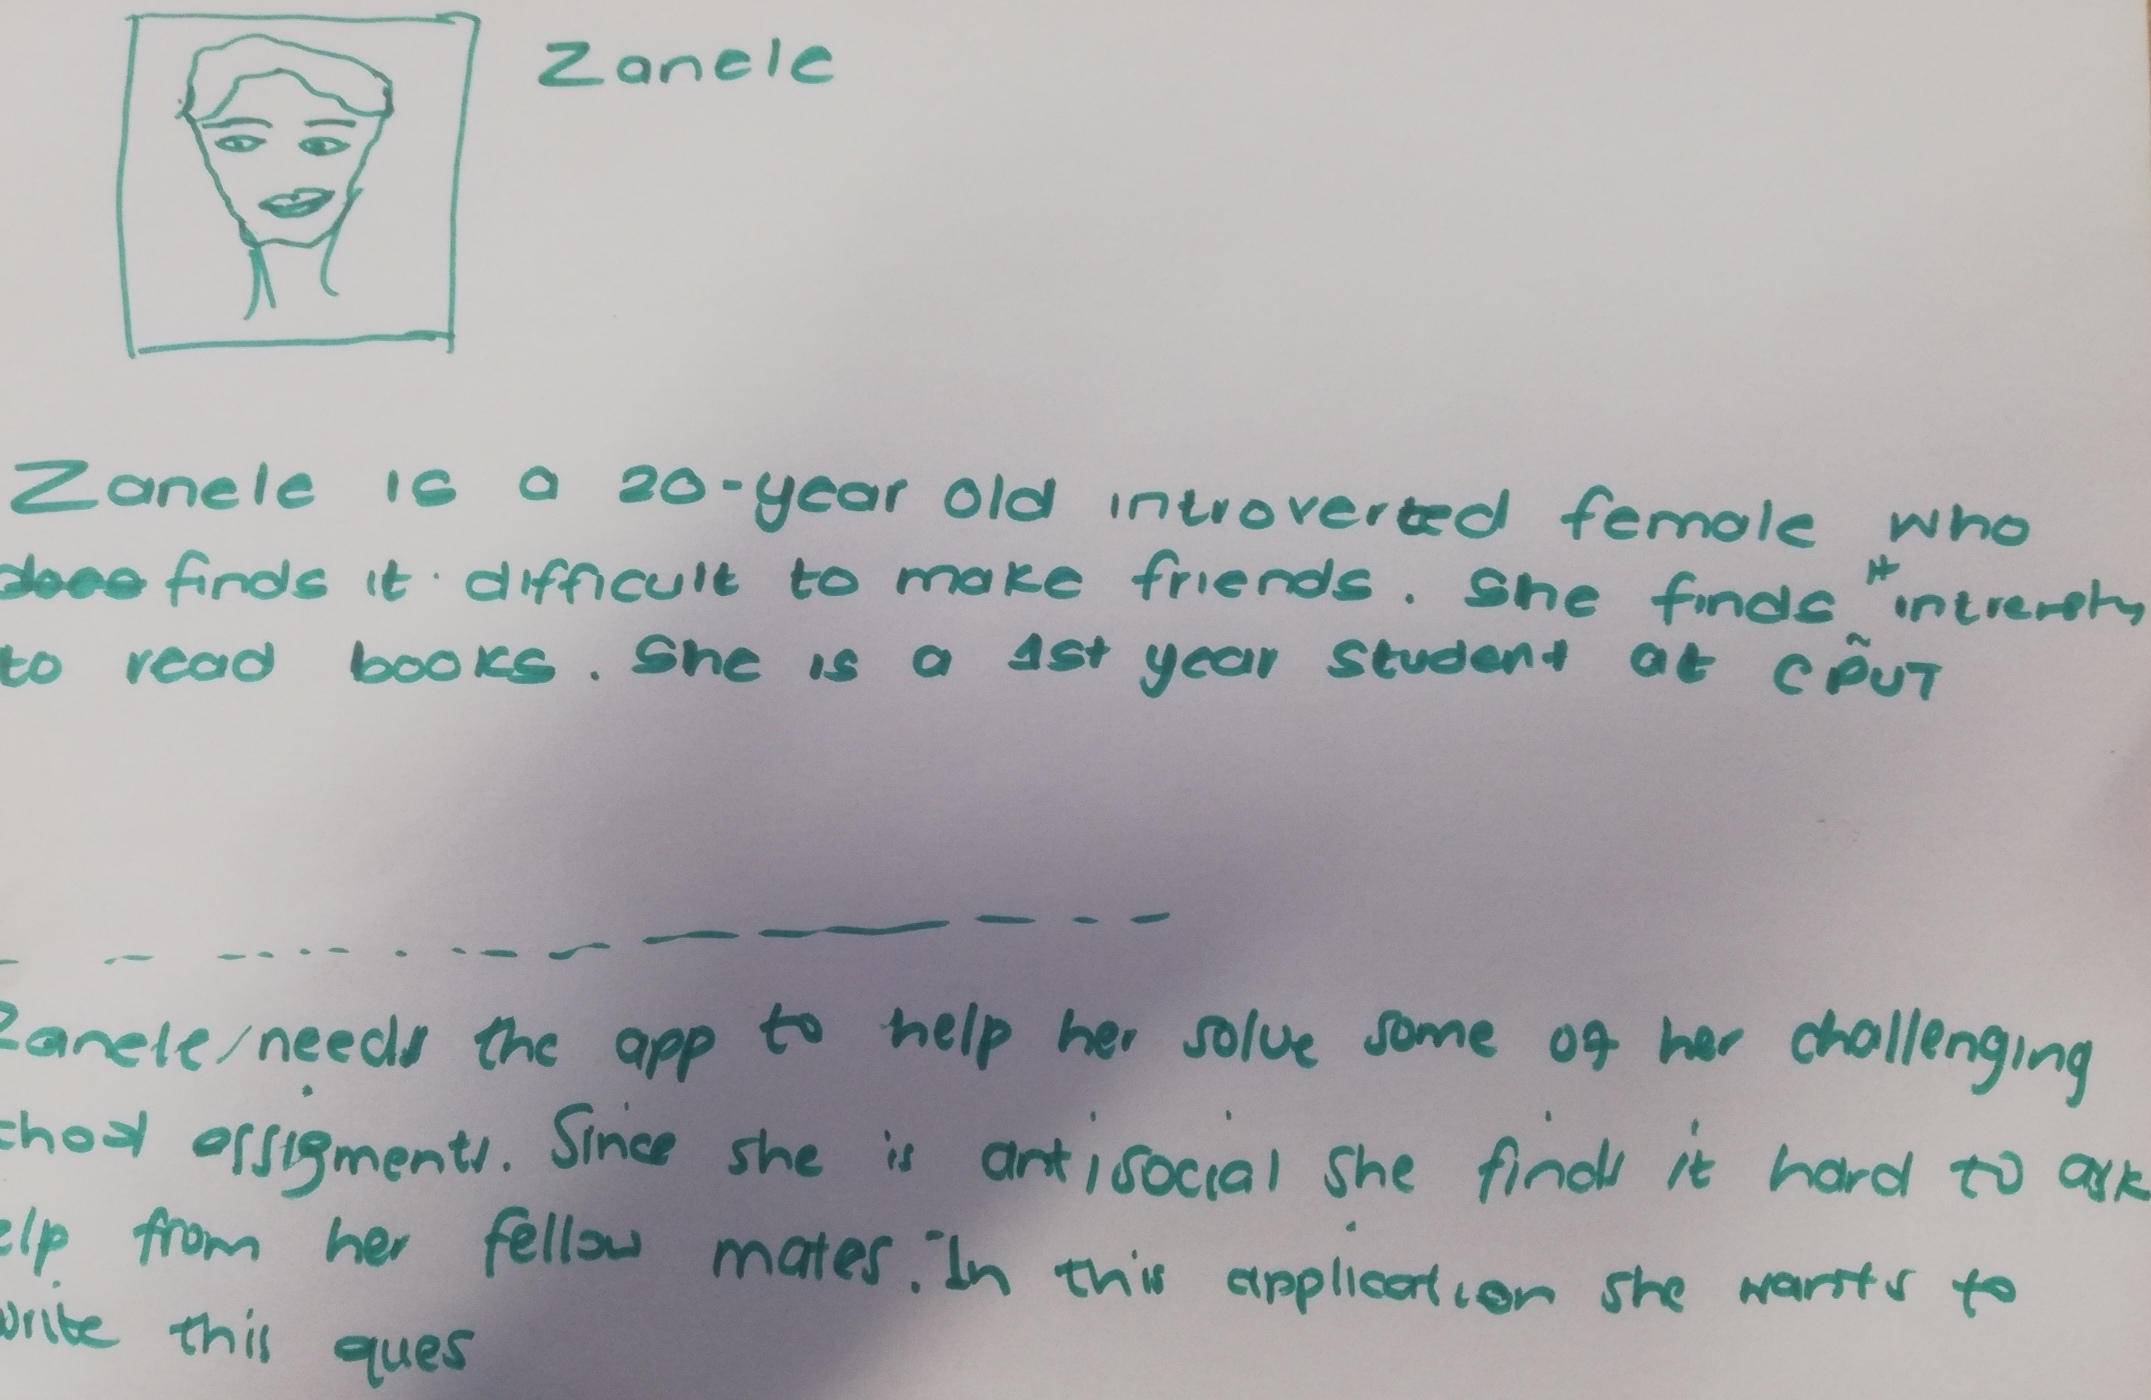 Zanele
Zanele is a 20-year old introverted female who
finds it difficult to make friends. She finds it
to read books. She is a 1st year student at CPUT
Zanele needs the app to help her solve some of her challenging
chool assigments. Since she is antisocial she finds it hard to ask
elp from her fellow mates. In this application she wants to
write this ques